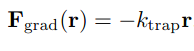 F_grad(r) = −k_trap r